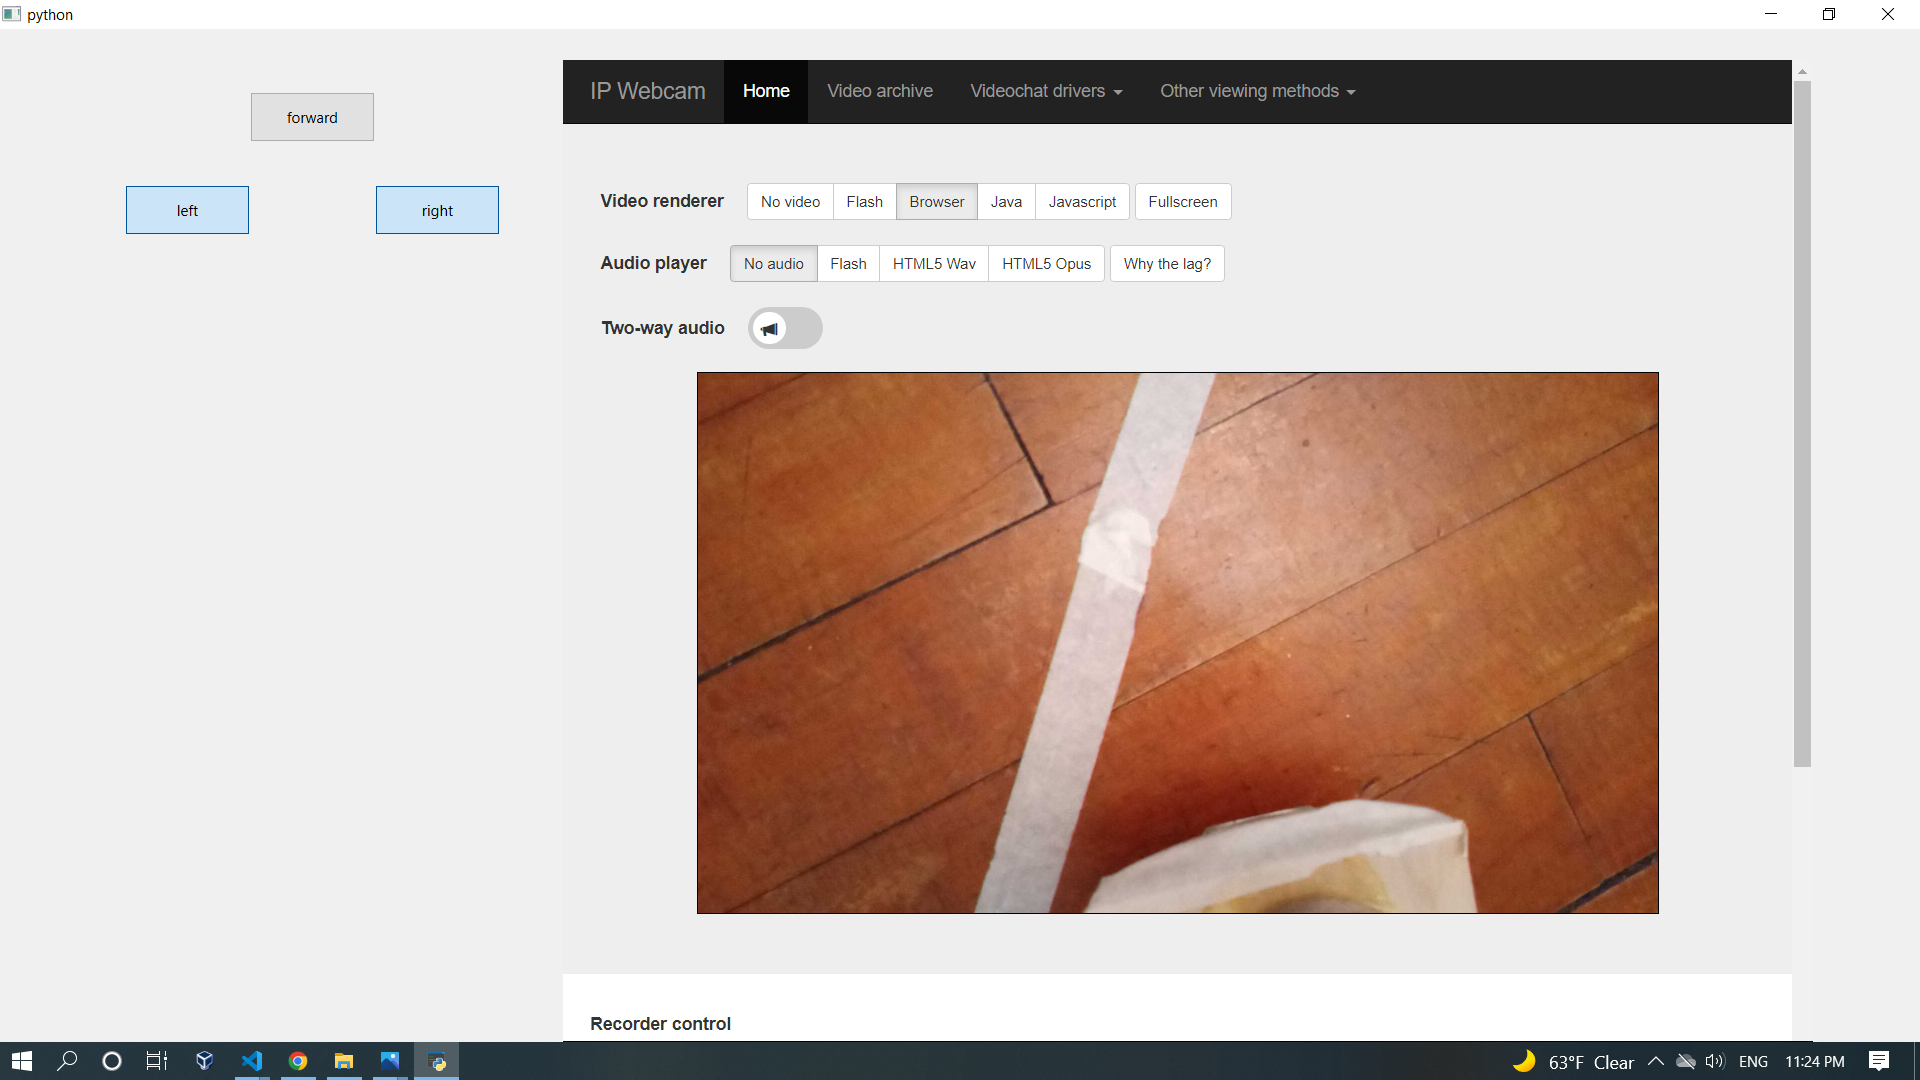 python
forward
left
right
IP Webcam Home Video archive Videochat drivers Other viewing methods
Video renderer No video Flash Browser Java Javascript Fullscreen
Audio player No audio Flash HTML5 Wav HTML5 Opus Why the lag?
Two-way audio
Recorder control
63°F Clear ENG 11:24 PM